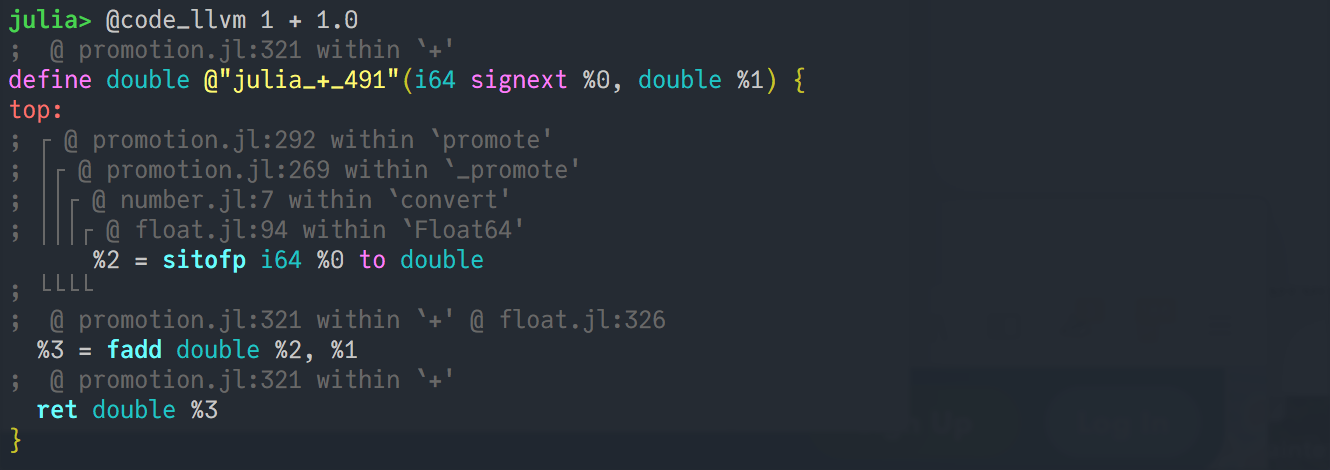 julia> @code_llvm 1 + 1.0
;  @ promotion.jl:321 within `+'
define double @"julia_+_491"(i64 signext %0, double %1) {
top:
; ┌ @ promotion.jl:292 within `promote'
; │┌ @ promotion.jl:269 within `_promote'
; ││┌ @ number.jl:7 within `convert'
; │││┌ @ float.jl:94 within `Float64'
      %2 = sitofp i64 %0 to double
; └└└└
;  @ promotion.jl:321 within `+' @ float.jl:326
  %3 = fadd double %2, %1
;  @ promotion.jl:321 within `+'
  ret double %3
}